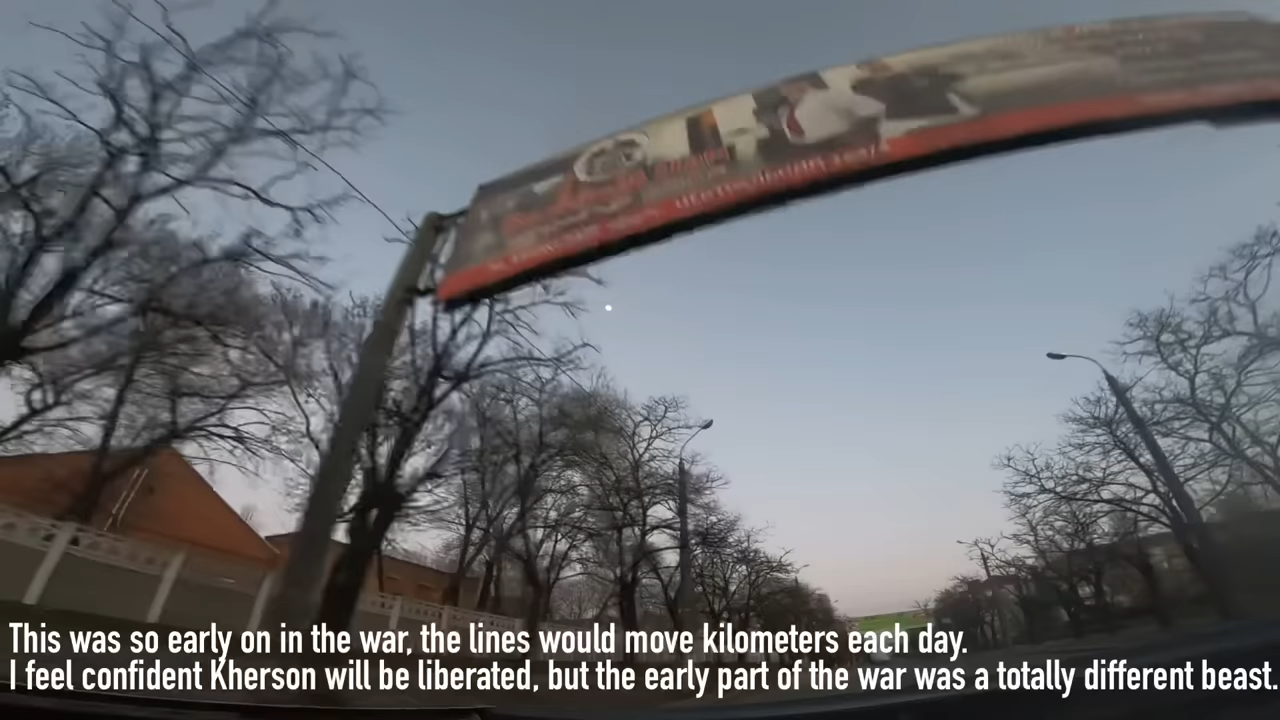 This was so early on in the war, the lines would move kilometers each day.
I feel confident Kherson will be liberated, but the early part of the war was a totally different beast.